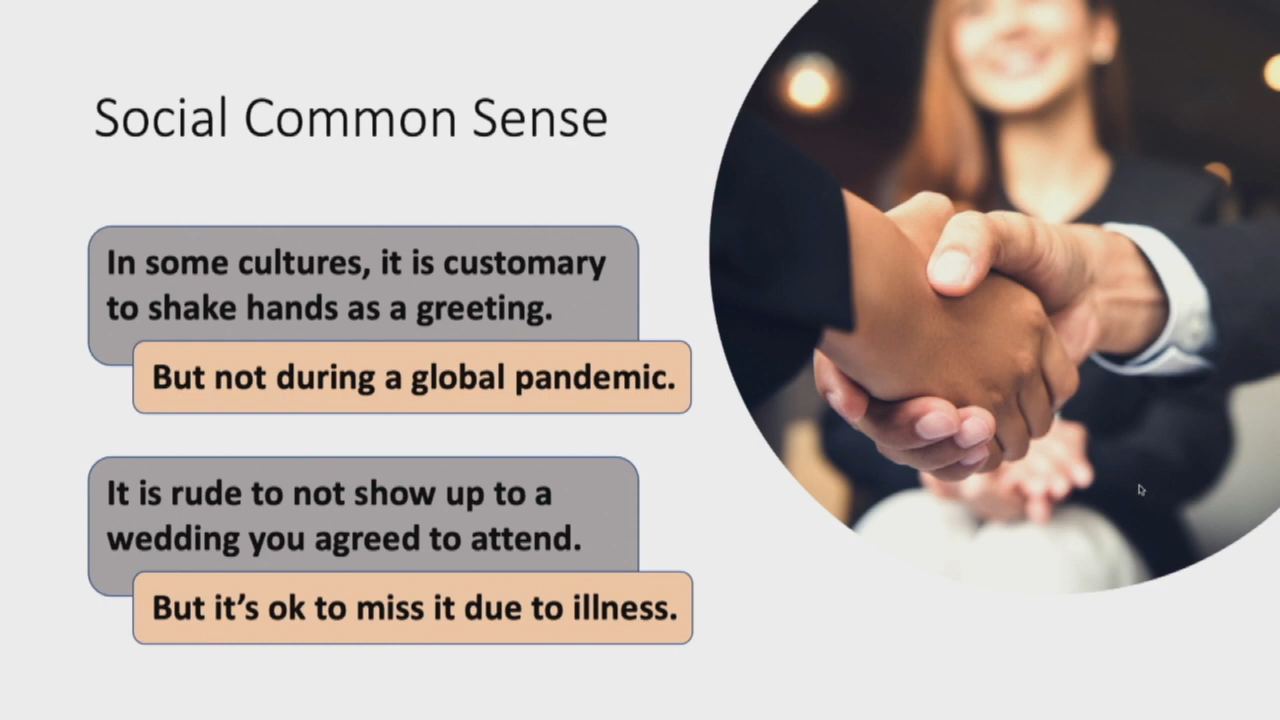 Social Common Sense
In some cultures, it is customary
to shake hands as a greeting.
But not during a global pandemic.
It is rude to not show up to a
wedding you agreed to attend.
But it’s ok to miss it due to illness.